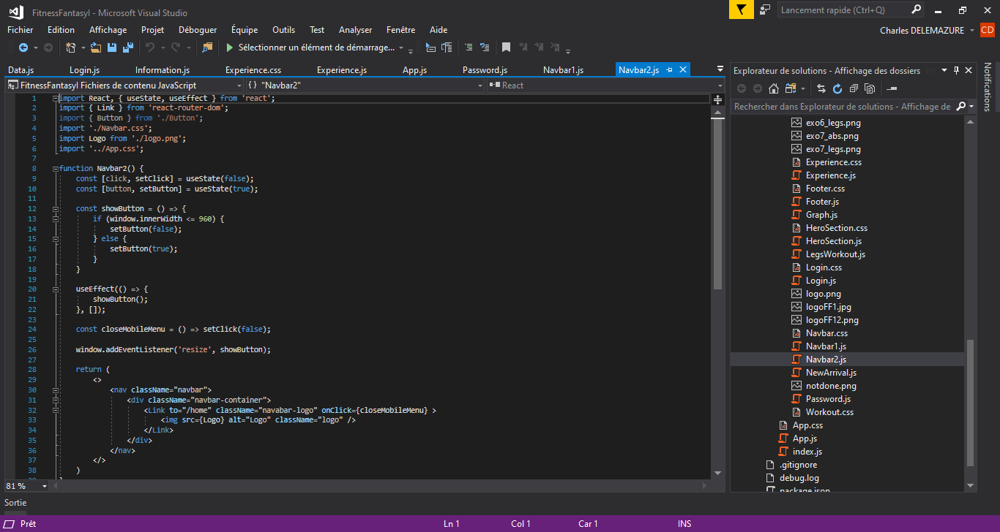 FitnessFantasyl - Microsoft Visual Studio
Lancement rapide (Ctrl+Q)
Fichier Edition Affichage Projet Déboguer Équipe Outils Test Analyser Fenêtre Aide
Charles DELEMAZURE CD
Sélectionner un élément de démarrage...
Data.js Login.js Information.js Experience.css Experience.js App.js Password.js Navbar1.js Navbar2.js
FitnessFantasyl Fichiers de contenu JavaScript {} "Navbar2" React
1 import React, { useState, useEffect } from 'react';
2 import { Link } from 'react-router-dom';
3 import { Button } from './Button';
4 import './Navbar.css';
5 import Logo from './logo.png';
6 import '../App.css';
7
8 function Navbar2() {
9 const [click, setClick] = useState(false);
10 const [button, setButton] = useState(true);
11
12 const showButton = () => {
13 if (window.innerWidth <= 960) {
14 setButton(false);
15 } else {
16 setButton(true);
17 }
18 }
19
20 useEffect(() => {
21 showButton();
22 }, []);
23
24 const closeMobileMenu = () => setClick(false);
25
26 window.addEventListener('resize', showButton);
27
28 return (
29 <>
30 <nav className="navbar">
31 <div className="navbar-container">
32 <Link to="/home" className="navabar-logo" onClick={closeMobileMenu} >
33 <img src={Logo} alt="Logo" className="logo" />
34 </Link>
35 </div>
36 </nav>
37 </>
38 )
81 %
Explorateur de solutions - Affichage des dossiers
Rechercher dans Explorateur de solutions - Affichage de
exo6_legs.png
exo7_abs.png
exo7_legs.png
Experience.css
Experience.js
Footer.css
Footer.js
Graph.js
HeroSection.css
HeroSection.js
LegsWorkout.js
Login.css
Login.js
logo.png
logoFF1.jpg
logoFF12.png
Navbar.css
Navbar1.js
Navbar2.js
NewArrival.js
notdone.png
Password.js
Workout.css
App.css
App.js
index.js
.gitignore
debug.log
package.json
Notifications
Sortie
Prêt Ln 1 Col 1 Car 1 INS